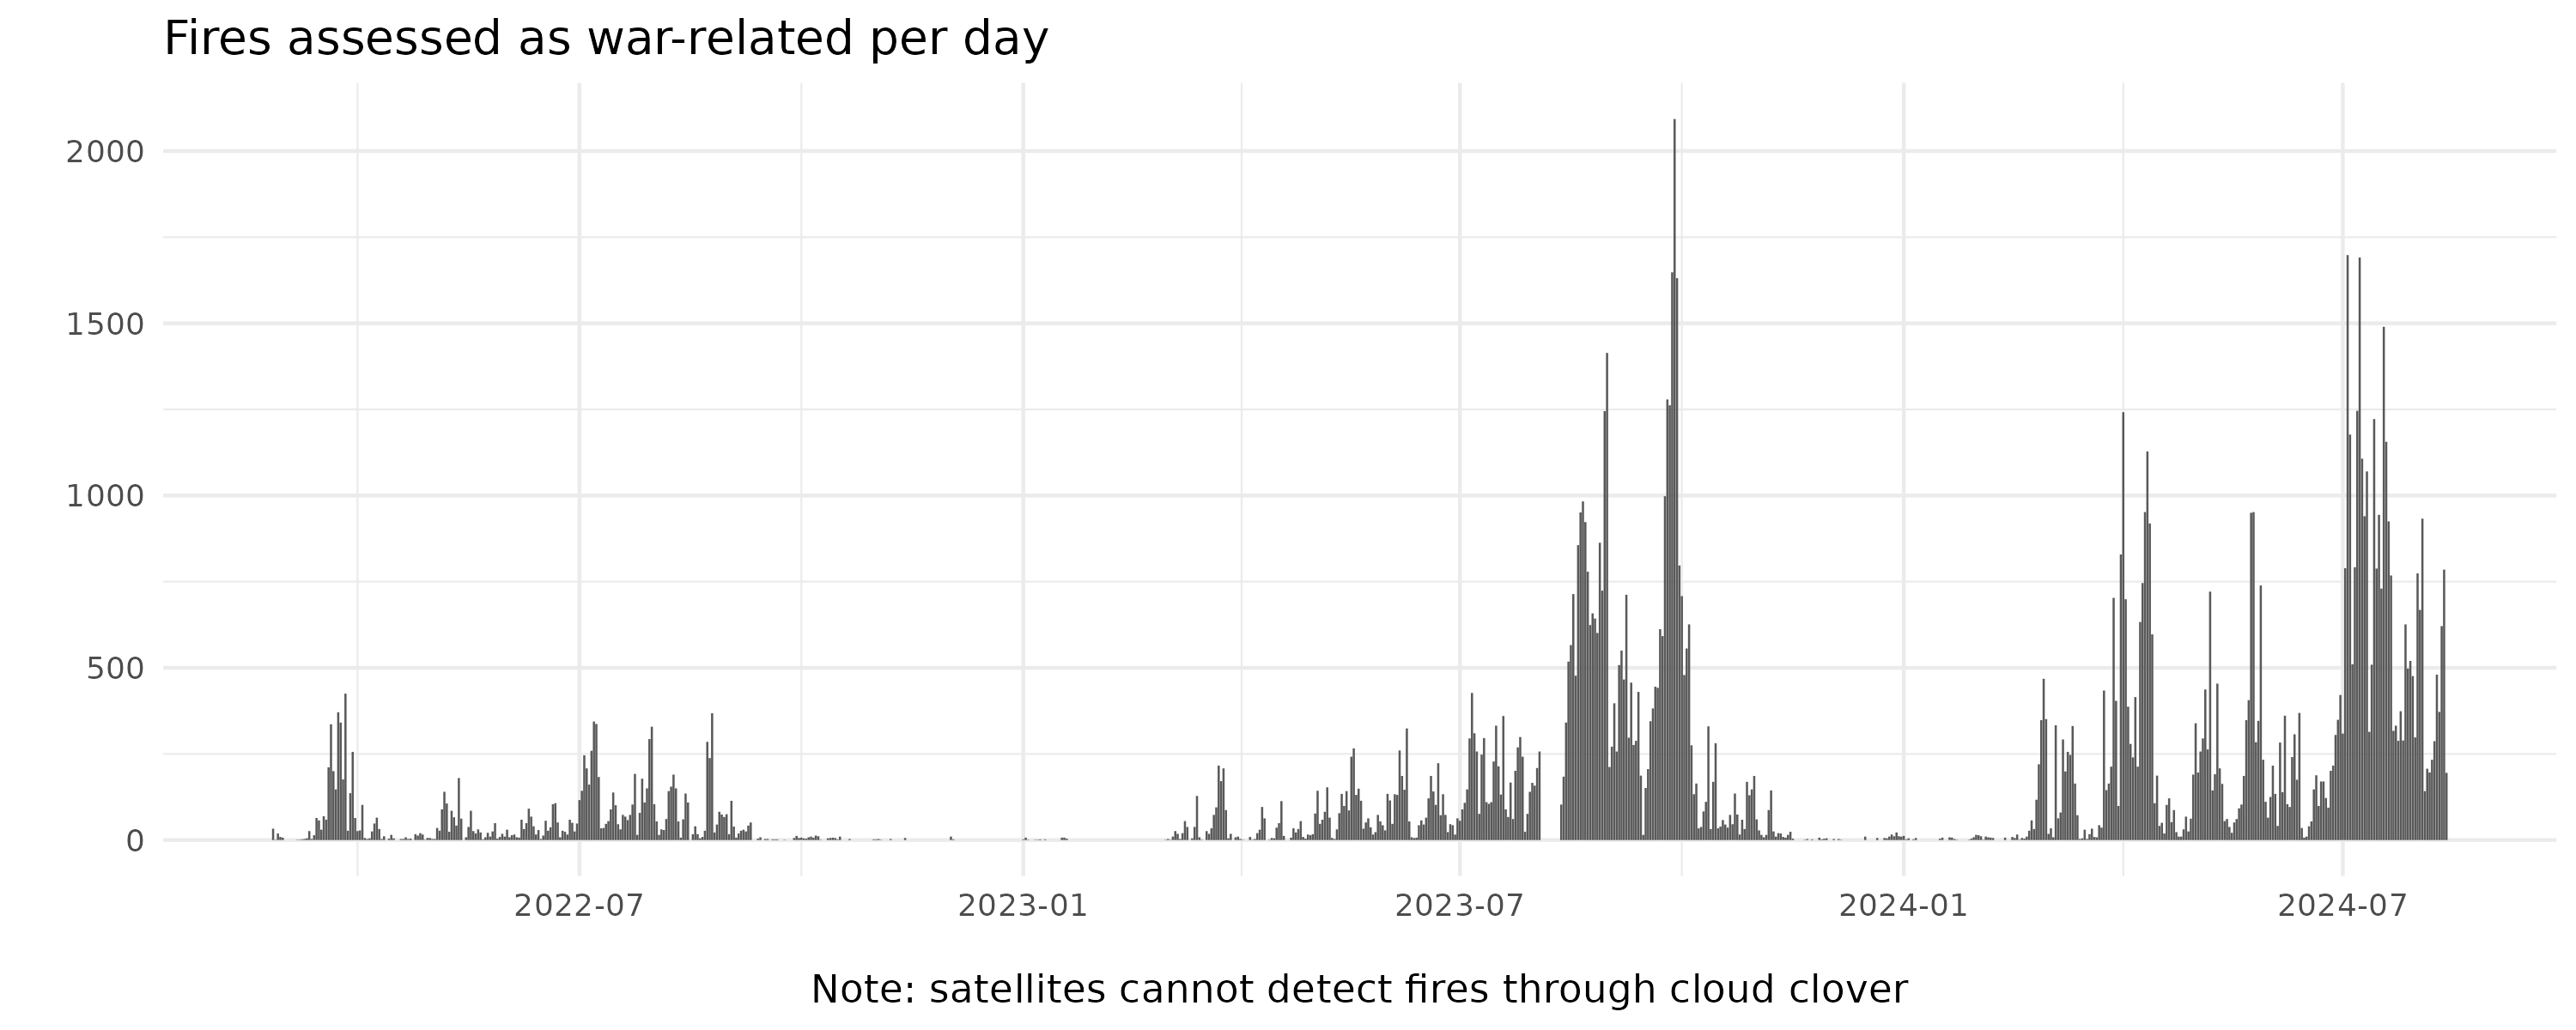 Fires assessed as war-related per day
2000
1500
1000
500
0
2022-07 2023-01 2023-07 2024-01 2024-07
Note: satellites cannot detect fires through cloud clover